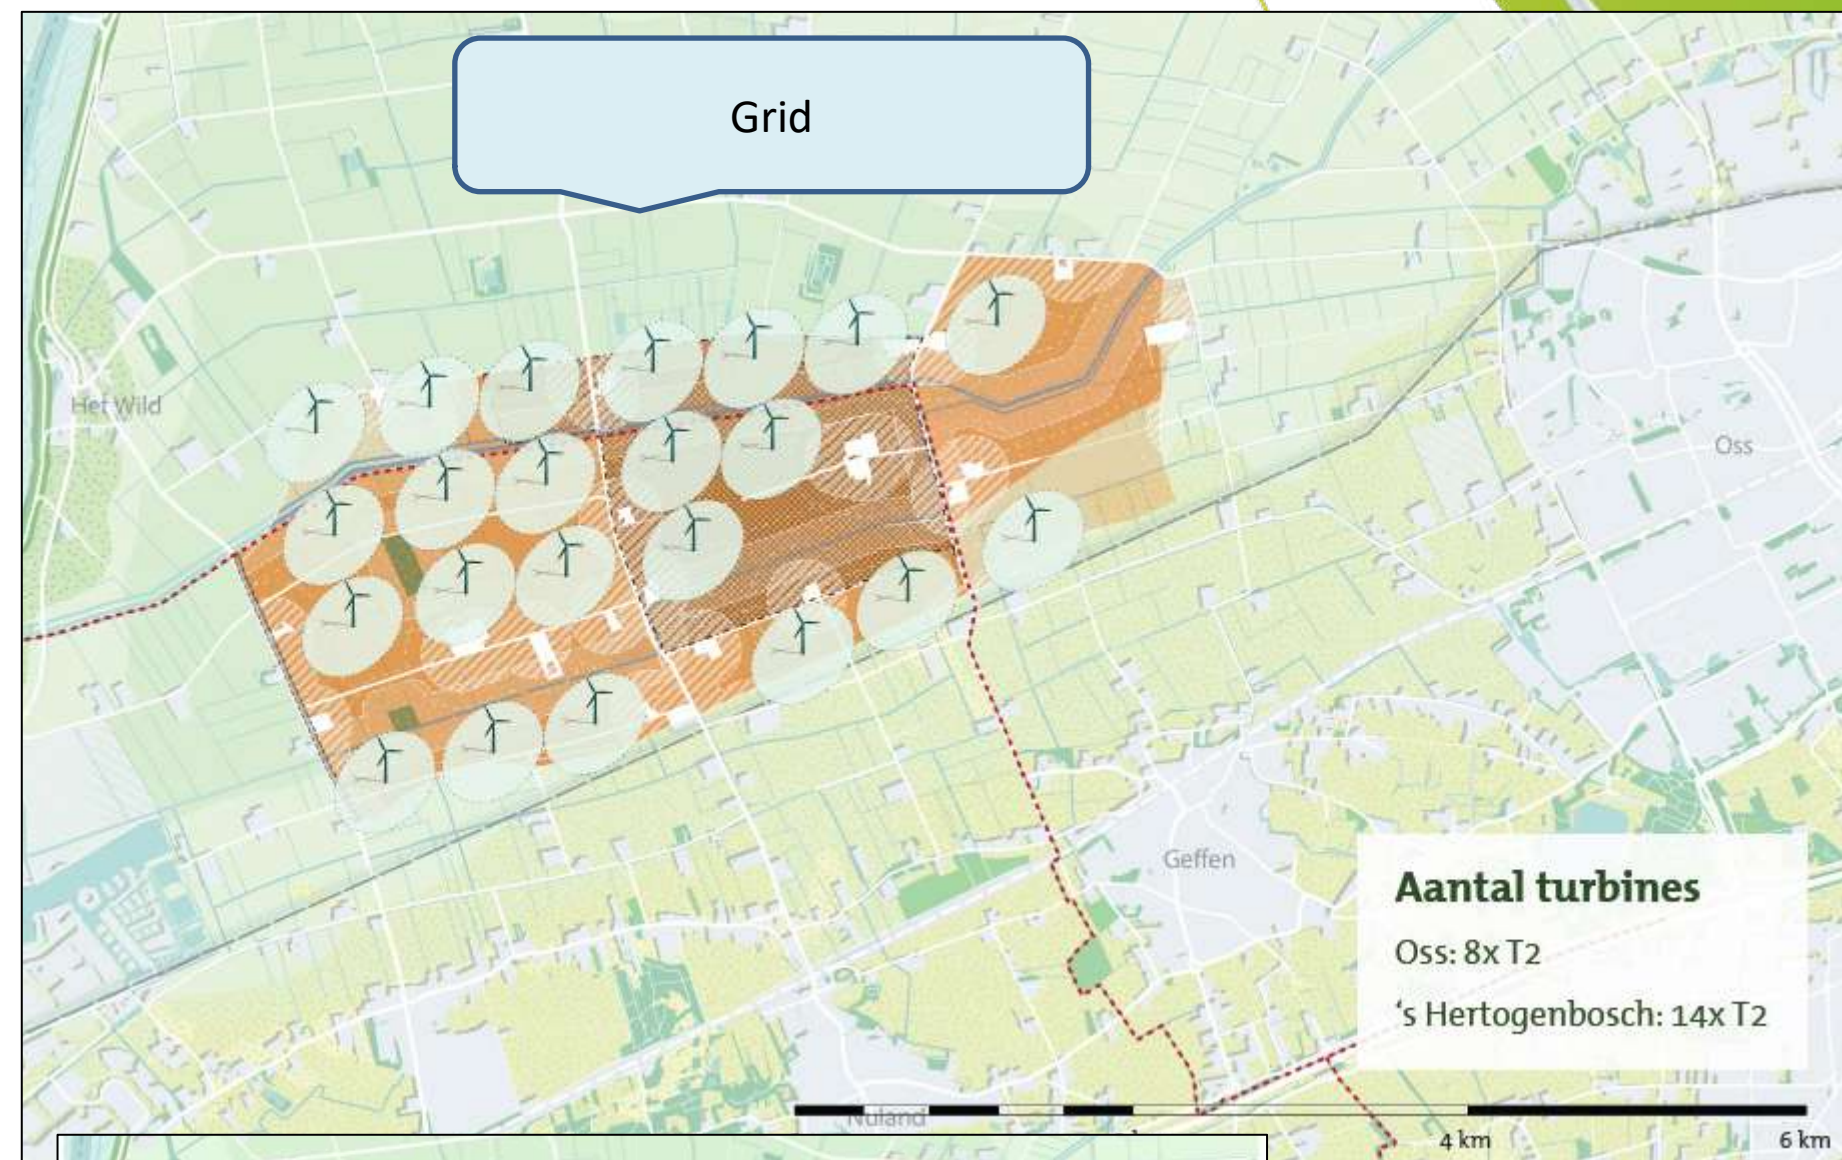 Grid
Het Wild
Oss
Geffen
Aantal turbines
Oss: 8x T2
‘s Hertogenbosch: 14x T2
Nuland
4 km
6 km